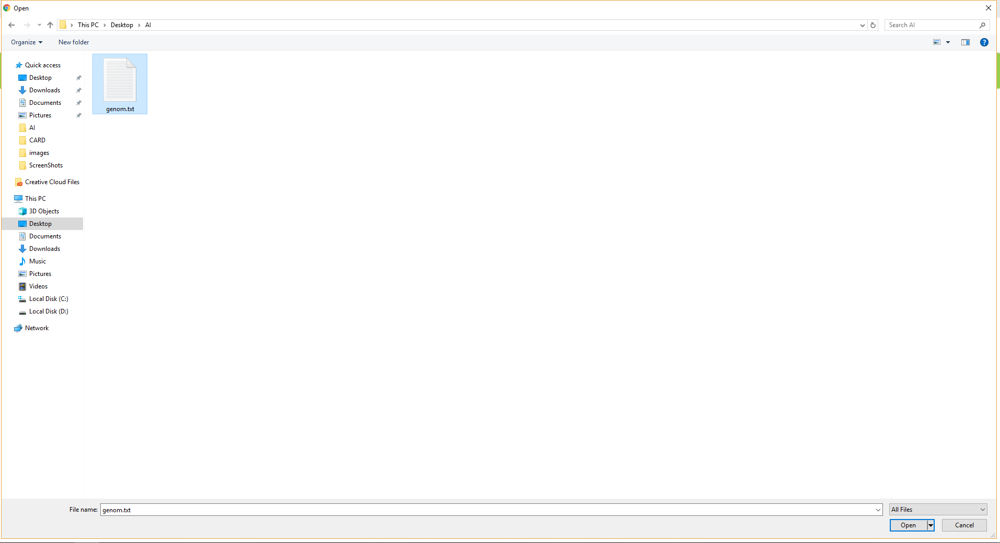 Open
This PC > Desktop > AI
Search AI
Organize
New folder
Quick access
Desktop
Downloads
Documents
Pictures
AI
CARD
images
ScreenShots
Creative Cloud Files
This PC
3D Objects
Desktop
Documents
Downloads
Music
Pictures
Videos
Local Disk (C:)
Local Disk (D:)
Network
genom.txt
File name: genom.txt
All Files
Open
Cancel